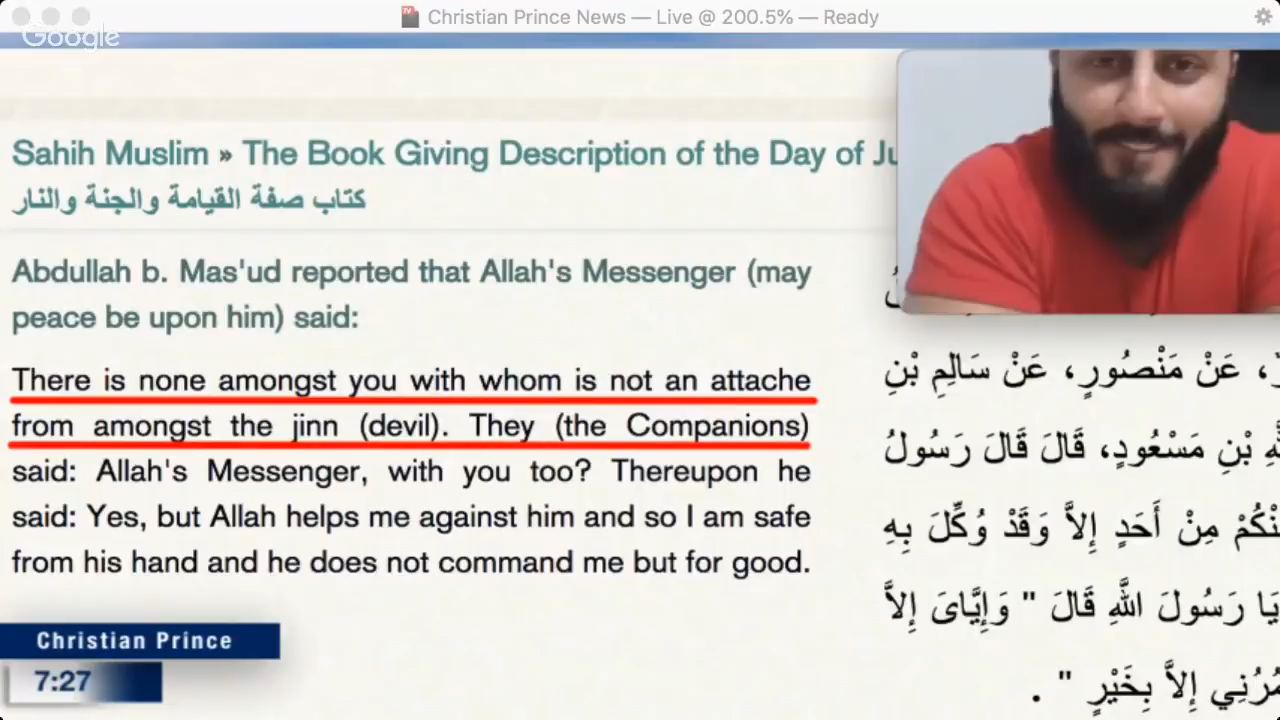 Christian Prince News — Live @ 200.5% — Ready
Google
Sahih Muslim » The Book Giving Description of the Day of
كتاب صفة القيامة والجنة والنار
Abdullah b. Mas'ud reported that Allah's Messenger (may
peace be upon him) said:
There is none amongst you with whom is not an attache
from amongst the jinn (devil). They (the Companions)
said: Allah's Messenger, with you too? Thereupon he
said: Yes, but Allah helps me against him and so I am safe
from his hand and he does not command me but for good.
، عَنْ مَنْصُورٍ، عَنْ سَالِمِ بْنِ
بْنِ مَسْعُودٍ، قَالَ قَالَ رَسُولُ
مِنْ أَحَدٍ إِلاَّ وَقَدْ وُكِّلَ بِهِ
رَسُولَ اللَّهِ قَالَ " وَإِيَّاىَ إِلاَّ
إِلاَّ بِخَيْرٍ " .
Christian Prince
7:27